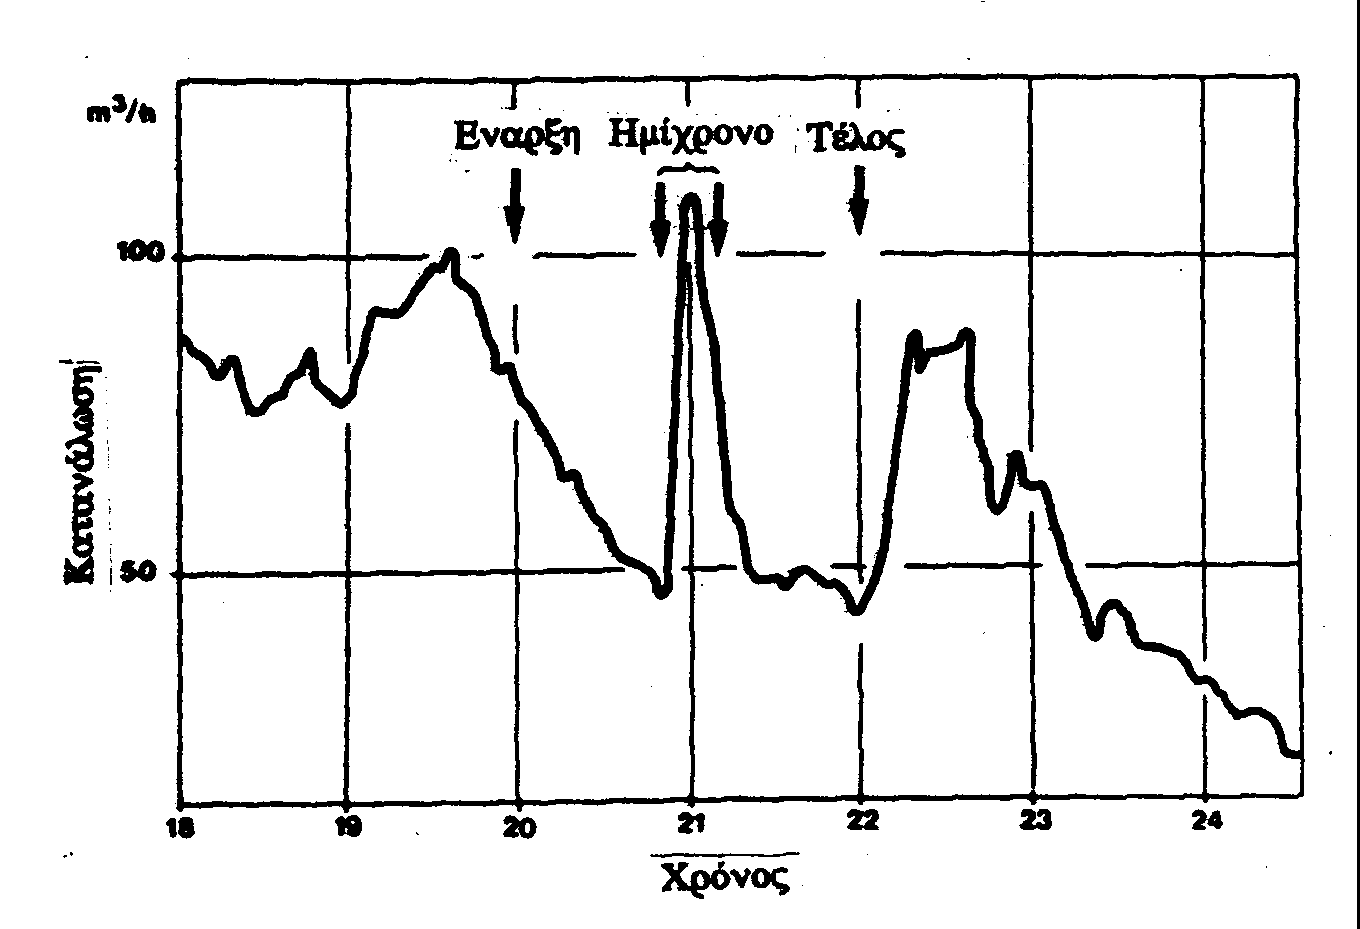 m³/h
Εναρξη Ημίχρονο Τέλος
100
Κατανάλωση
50
18 19 20 21 22 23 24
Χρόνος